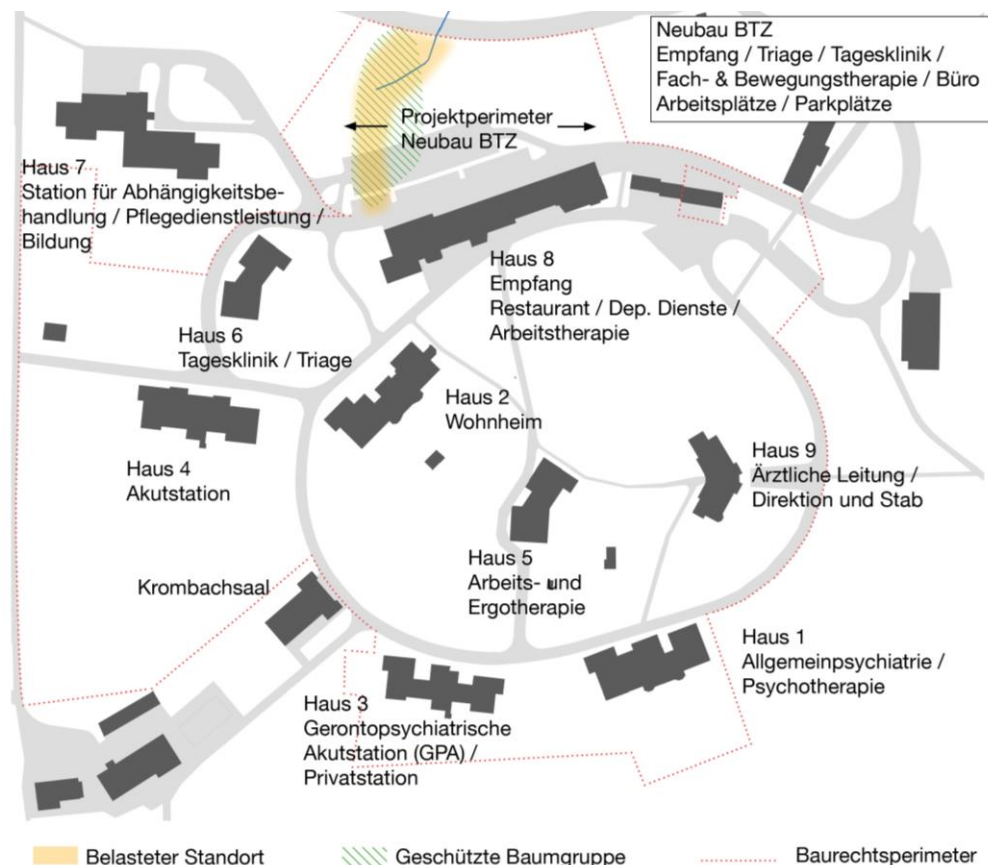 Neubau BTZ
Empfang / Triage / Tagesklinik /
Fach- & Bewegungstherapie / Büro
Arbeitsplätze / Parkplätze
Projektperimeter
Neubau BTZ
Haus 7
Station für Abhängigkeitsbe-
handlung / Pflegedienstleistung /
Bildung
Haus 8
Empfang
Restaurant / Dep. Dienste /
Arbeitstherapie
Haus 6
Tagesklinik / Triage
Haus 2
Wohnheim
Haus 4
Akutstation
Haus 9
Ärztliche Leitung /
Direktion und Stab
Haus 5
Arbeits- und
Ergotherapie
Krombachsaal
Haus 1
Allgemeinpsychiatrie /
Psychotherapie
Haus 3
Gerontopsychiatrische
Akutstation (GPA) /
Privatstation
Belasteter Standort
Geschützte Baumgruppe
Baurechtsperimeter